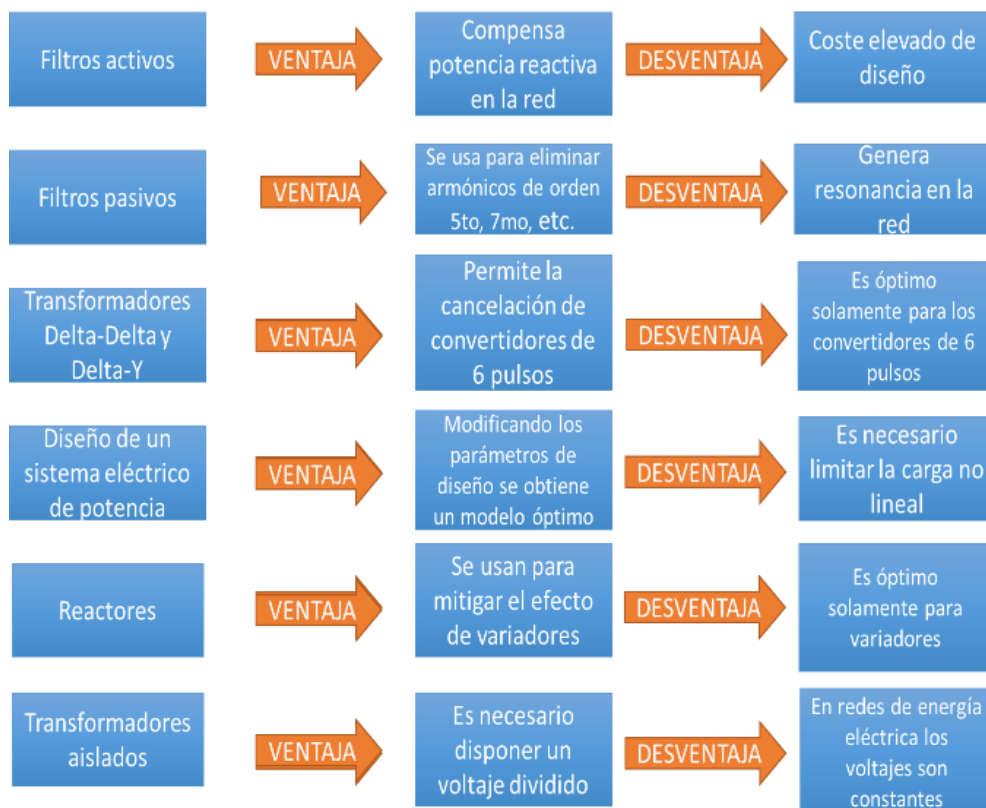 Filtros activos
VENTAJA
Compensa
potencia reactiva
en la red
DESVENTAJA
Coste elevado de
diseño
Filtros pasivos
VENTAJA
Se usa para eliminar
armónicos de orden
5to, 7mo, etc.
DESVENTAJA
Genera
resonancia en la
red
Transformadores
Delta-Delta y
Delta-Y
VENTAJA
Permite la
cancelación de
convertidores de
6 pulsos
DESVENTAJA
Es óptimo
solamente para los
convertidores de 6
pulsos
Diseño de un
sistema eléctrico
de potencia
VENTAJA
Modificando los
parámetros de
diseño se obtiene
un modelo óptimo
DESVENTAJA
Es necesario
limitar la carga no
lineal
Reactores
VENTAJA
Se usan para
mitigar el efecto
de variadores
DESVENTAJA
Es óptimo
solamente para
variadores
Transformadores
aislados
VENTAJA
Es necesario
disponer un
voltaje dividido
DESVENTAJA
En redes de energía
eléctrica los
voltajes son
constantes